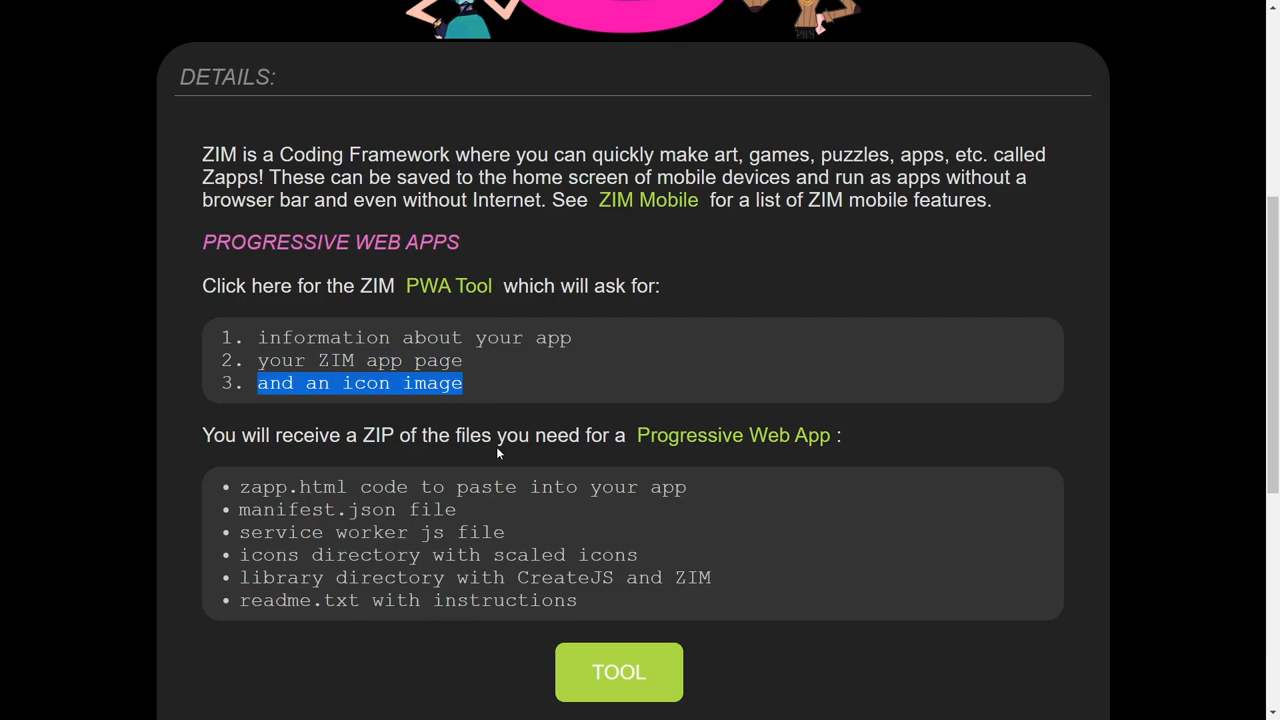 DETAILS:
ZIM is a Coding Framework where you can quickly make art, games, puzzles, apps, etc. called
Zapps! These can be saved to the home screen of mobile devices and run as apps without a
browser bar and even without Internet. See ZIM Mobile for a list of ZIM mobile features.
PROGRESSIVE WEB APPS
Click here for the ZIM PWA Tool which will ask for:
1. information about your app
2. your ZIM app page
3. and an icon image
You will receive a ZIP of the files you need for a Progressive Web App :
• zapp.html code to paste into your app
• manifest.json file
• service worker js file
• icons directory with scaled icons
• library directory with CreateJS and ZIM
• readme.txt with instructions
TOOL